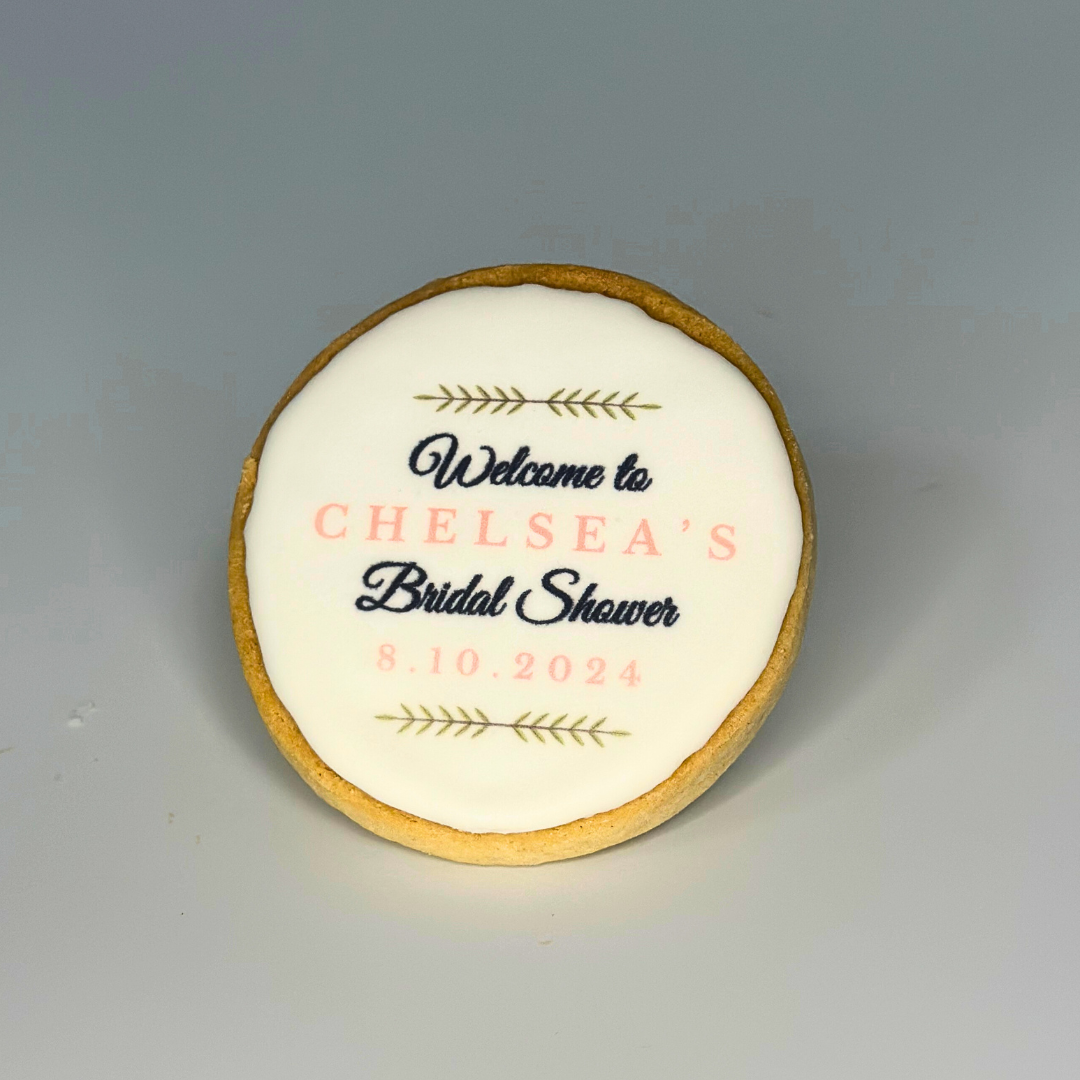 Welcome to
CHELSEA'S
Bridal Shower
8.10.2024